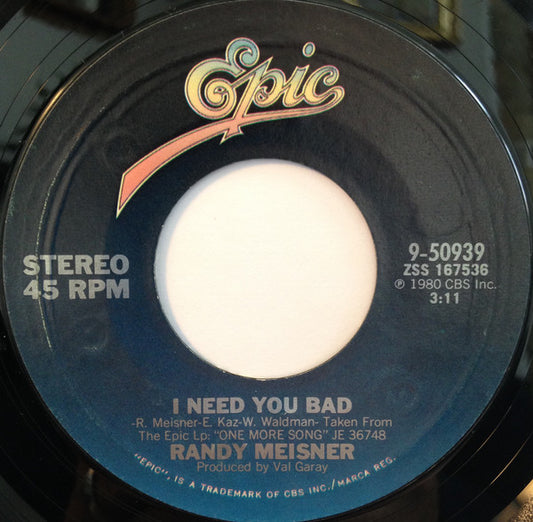 Epic
STEREO
45 RPM
9-50939
ZSS 167536
℗ 1980 CBS Inc.
3:11
I NEED YOU BAD
-R. Meisner-E. Kaz-W. Waldman- Taken From
The Epic Lp: "ONE MORE SONG" JE 36748
RANDY MEISNER
Produced by Val Garay
"EPIC", IS A TRADEMARK OF CBS INC./MARCA REG.